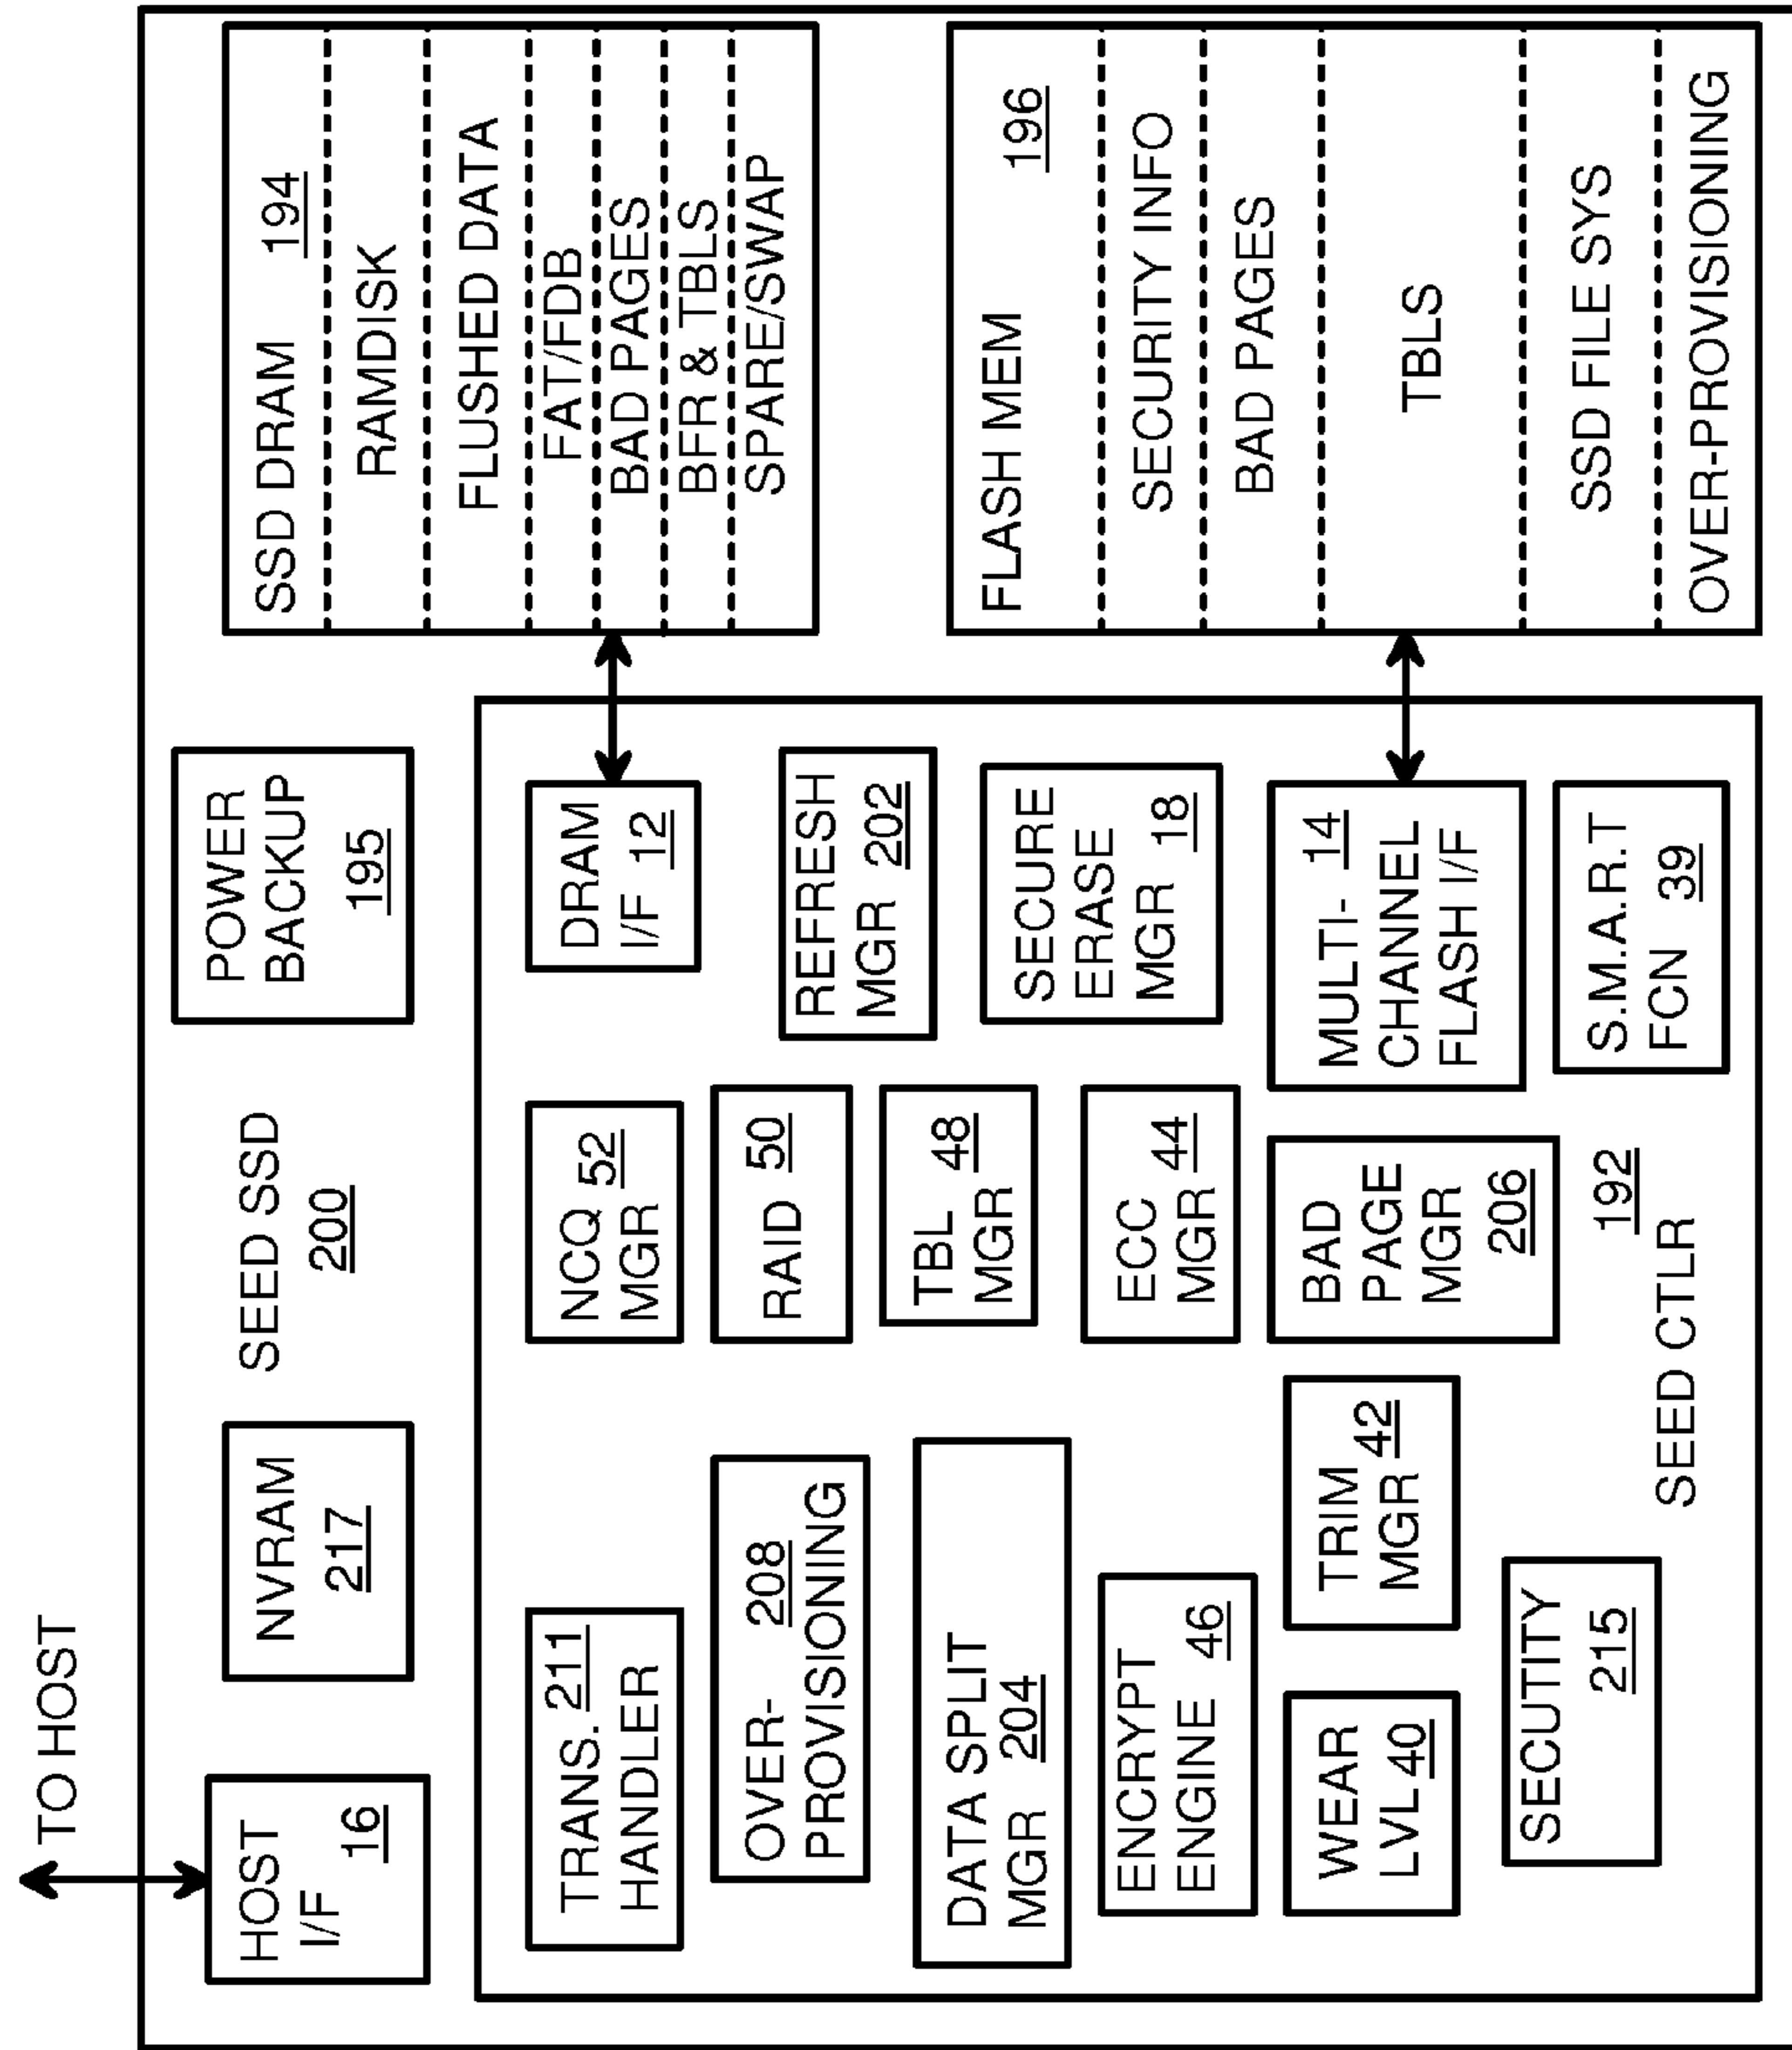 TO HOST
HOST
I/F 16
NVRAM
217
SEED SSD
200
POWER
BACKUP
195
SSD DRAM 194
RAMDISK
FLUSHED DATA
FAT/FDB
BAD PAGES
BFR & TBLS
SPARE/SWAP
TRANS. 211
HANDLER
NCQ 52
MGR
DRAM
I/F 12
OVER- 208
PROVISIONING
RAID 50
REFRESH
MGR 202
DATA SPLIT
MGR 204
TBL 48
MGR
SECURE
ERASE
MGR 18
ENCRYPT
ENGINE 46
ECC
MGR 44
WEAR
LVL 40
TRIM
MGR 42
BAD
PAGE
MGR
206
MULTI- 14
CHANNEL
FLASH I/F
SECUTITY
215
SEED CTLR 192
S.M.A.R.T
FCN 39
FLASH MEM 196
SECURITY INFO
BAD PAGES
TBLS
SSD FILE SYS
OVER-PROVISIONING